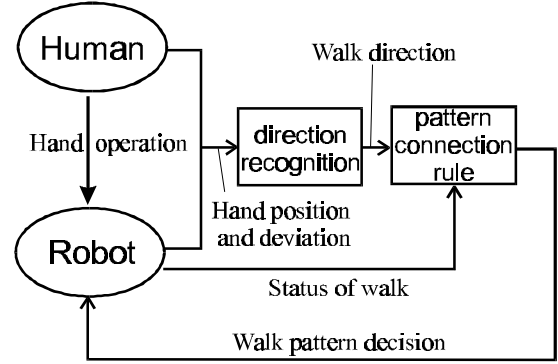 Human
Walk direction
Hand operation
direction
recognition
pattern
connection
rule
Hand position
and deviation
Robot
Status of walk
Walk pattern decision